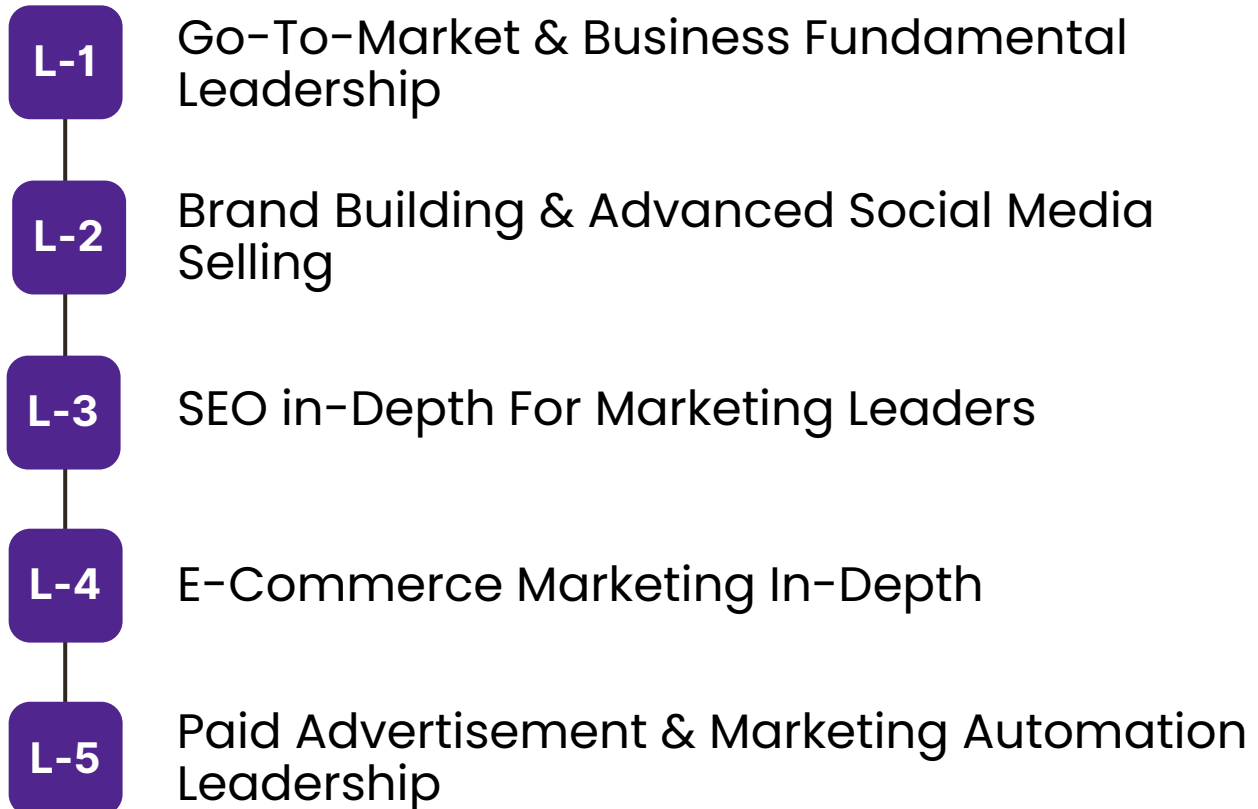 L-1
Go-To-Market & Business Fundamental
Leadership
L-2
Brand Building & Advanced Social Media
Selling
L-3
SEO in-Depth For Marketing Leaders
L-4
E-Commerce Marketing In-Depth
L-5
Paid Advertisement & Marketing Automation
Leadership